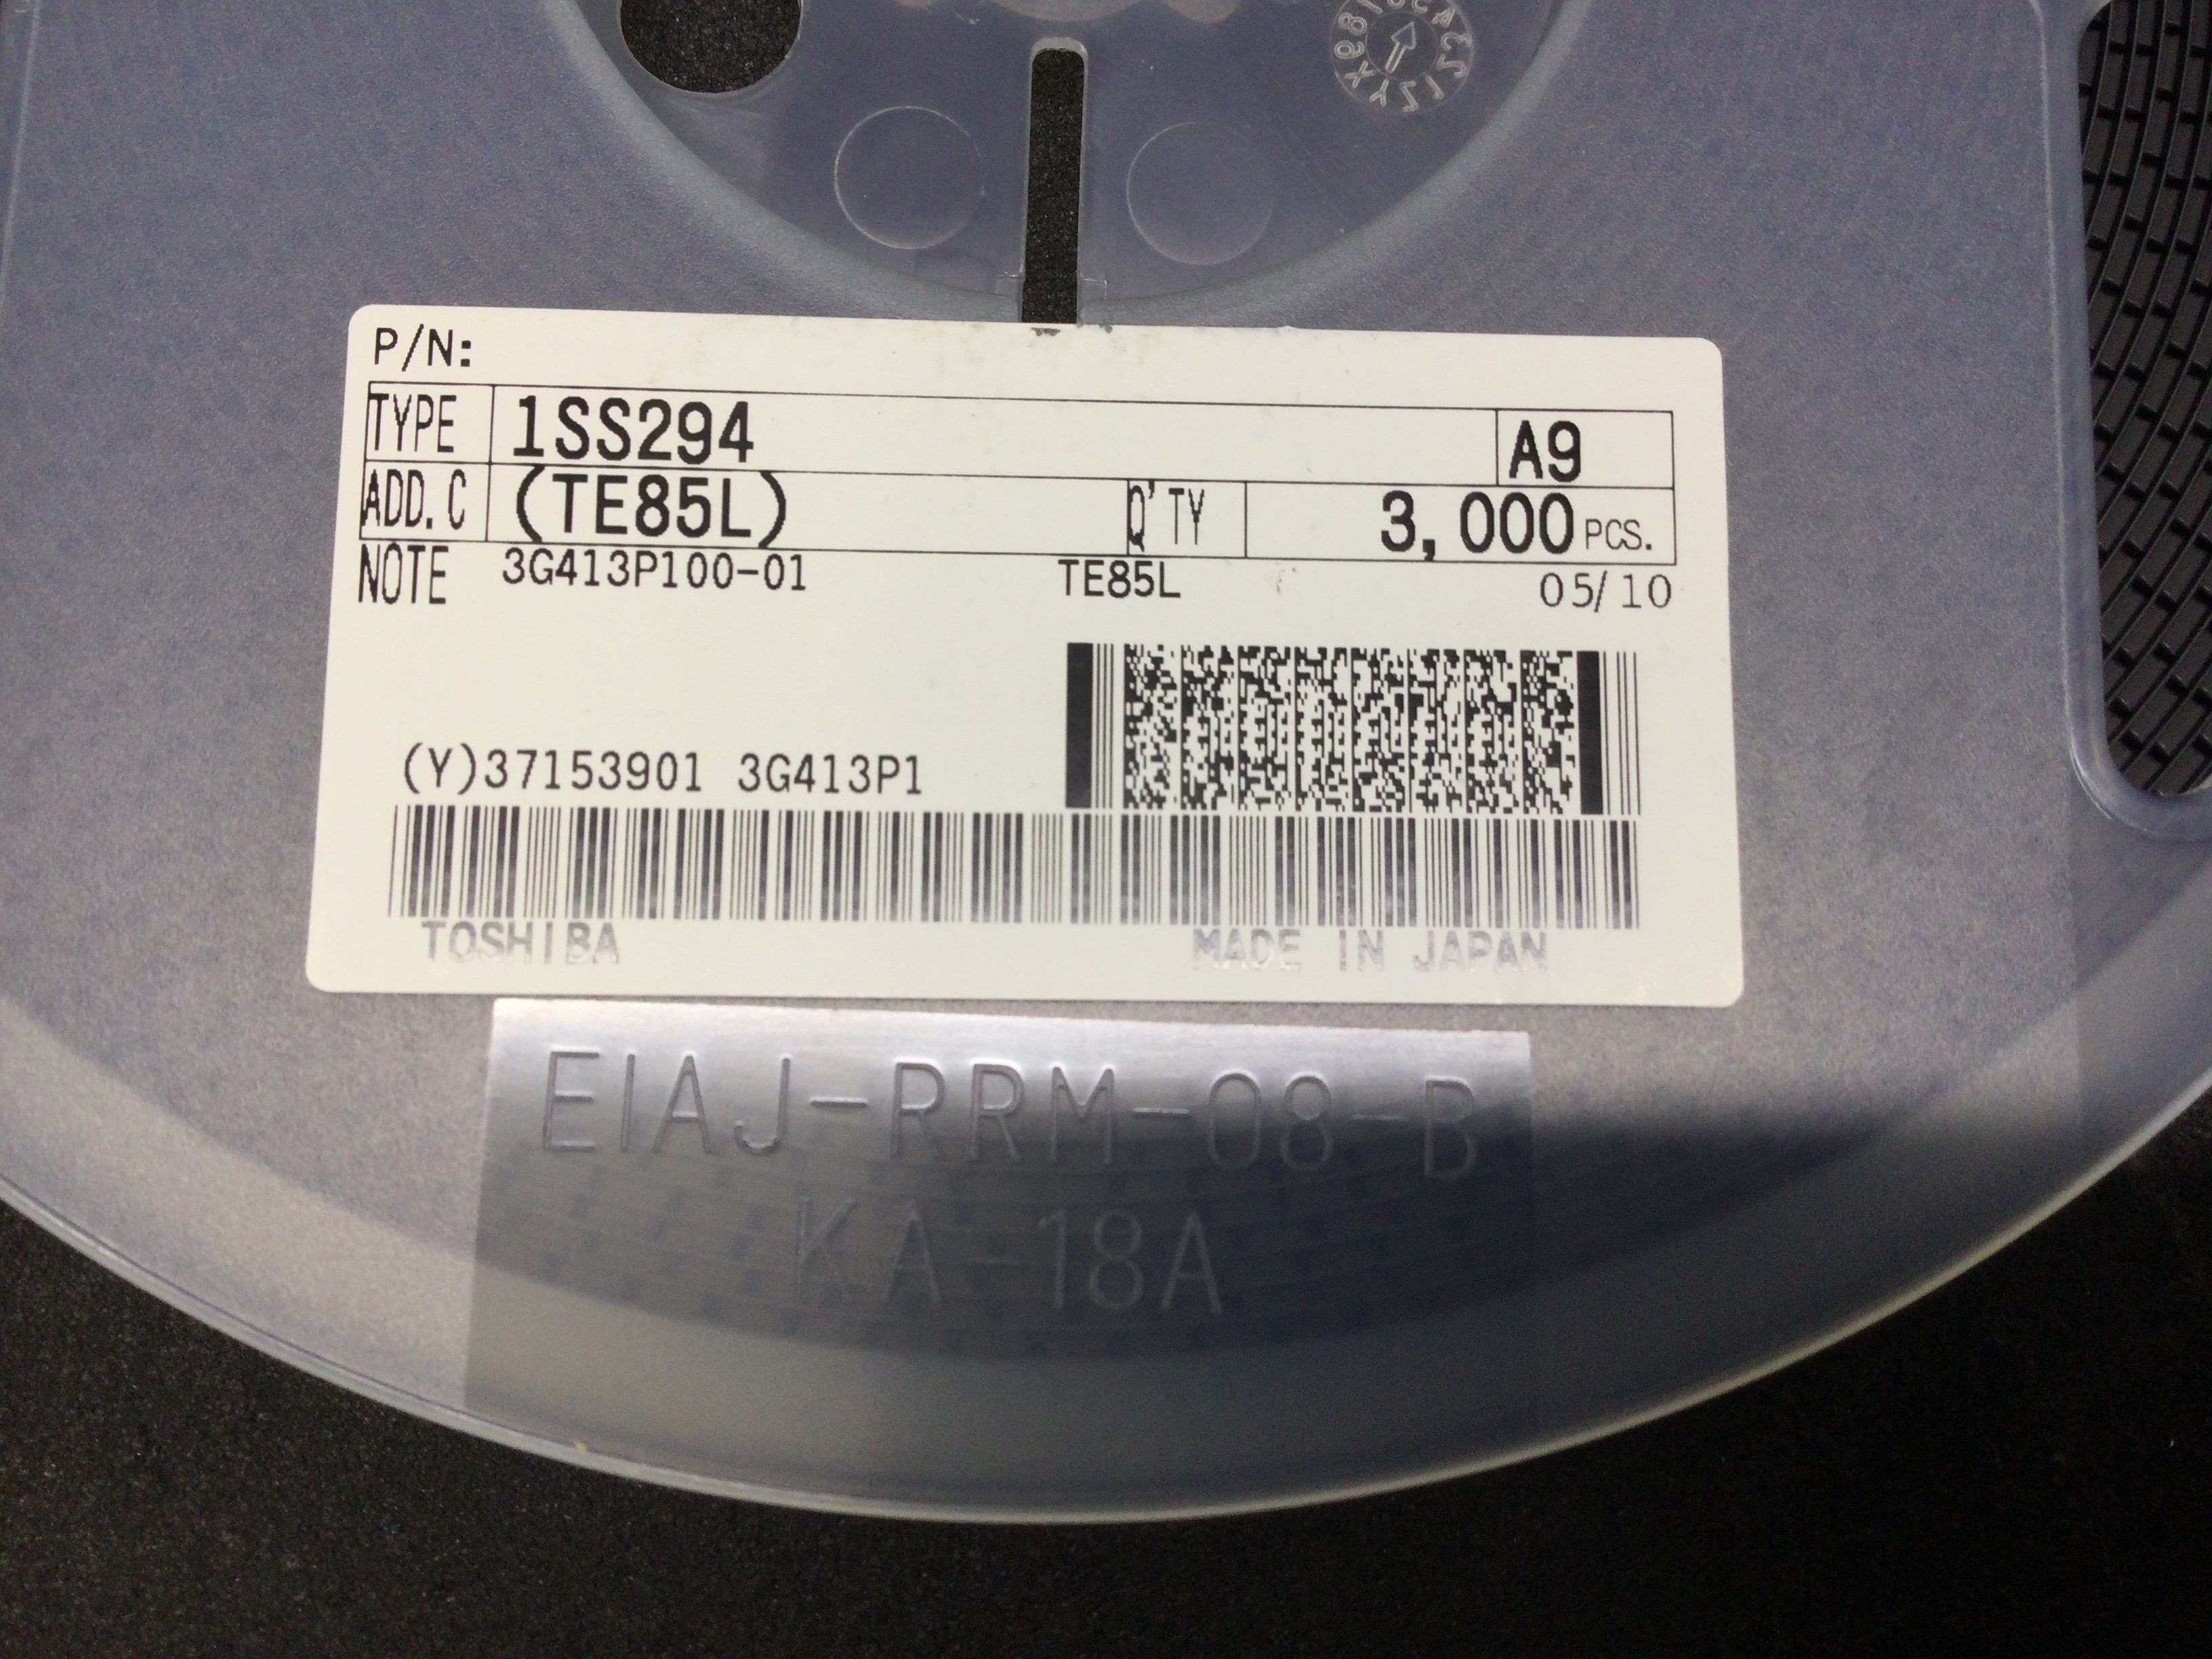 P/N:
TYPE 1SS294 A9
ADD.C (TE85L) Q'TY 3,000 PCS.
NOTE 3G413P100-01 TE85L 05/10
(Y)37153901 3G413P1
TOSHIBA MADE IN JAPAN
EIAJ-RRM-08-B
KA-18A